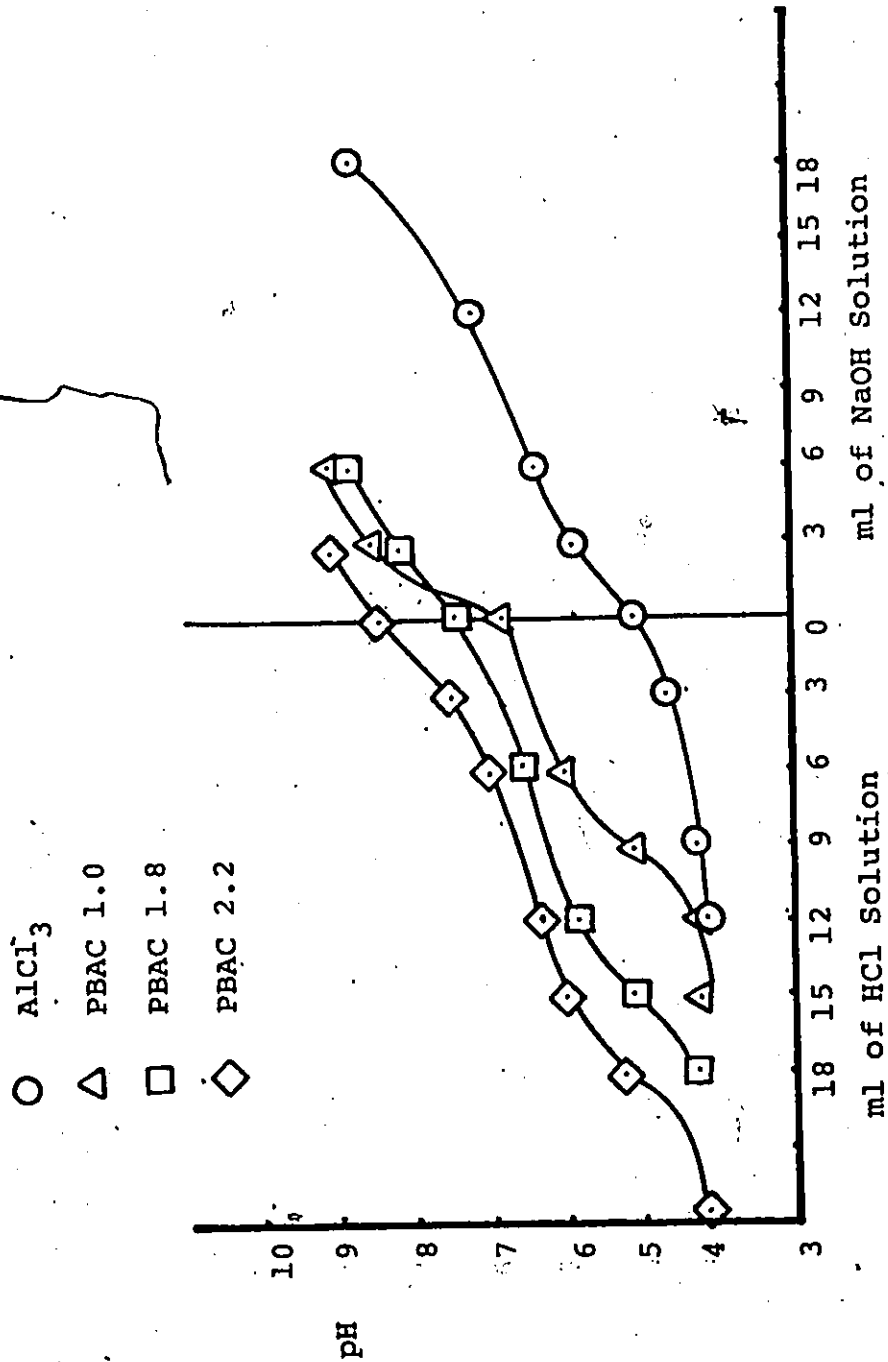 AlCl3
PBAC 1.0
PBAC 1.8
PBAC 2.2
pH
10
9
8
7
6
5
4
3
18 15 12 9 6 3 0 3 6 9 12 15 18
ml of HCl Solution ml of NaOH Solution